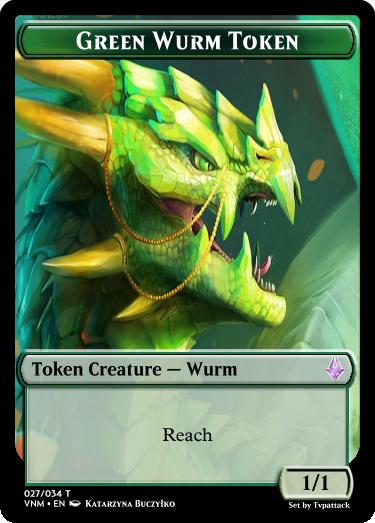 GREEN WURM TOKEN
Token Creature — Wurm
Reach
027/034 T
VNM • EN KATARZYNA BUCZYŁKO
1/1
Set by Typattack